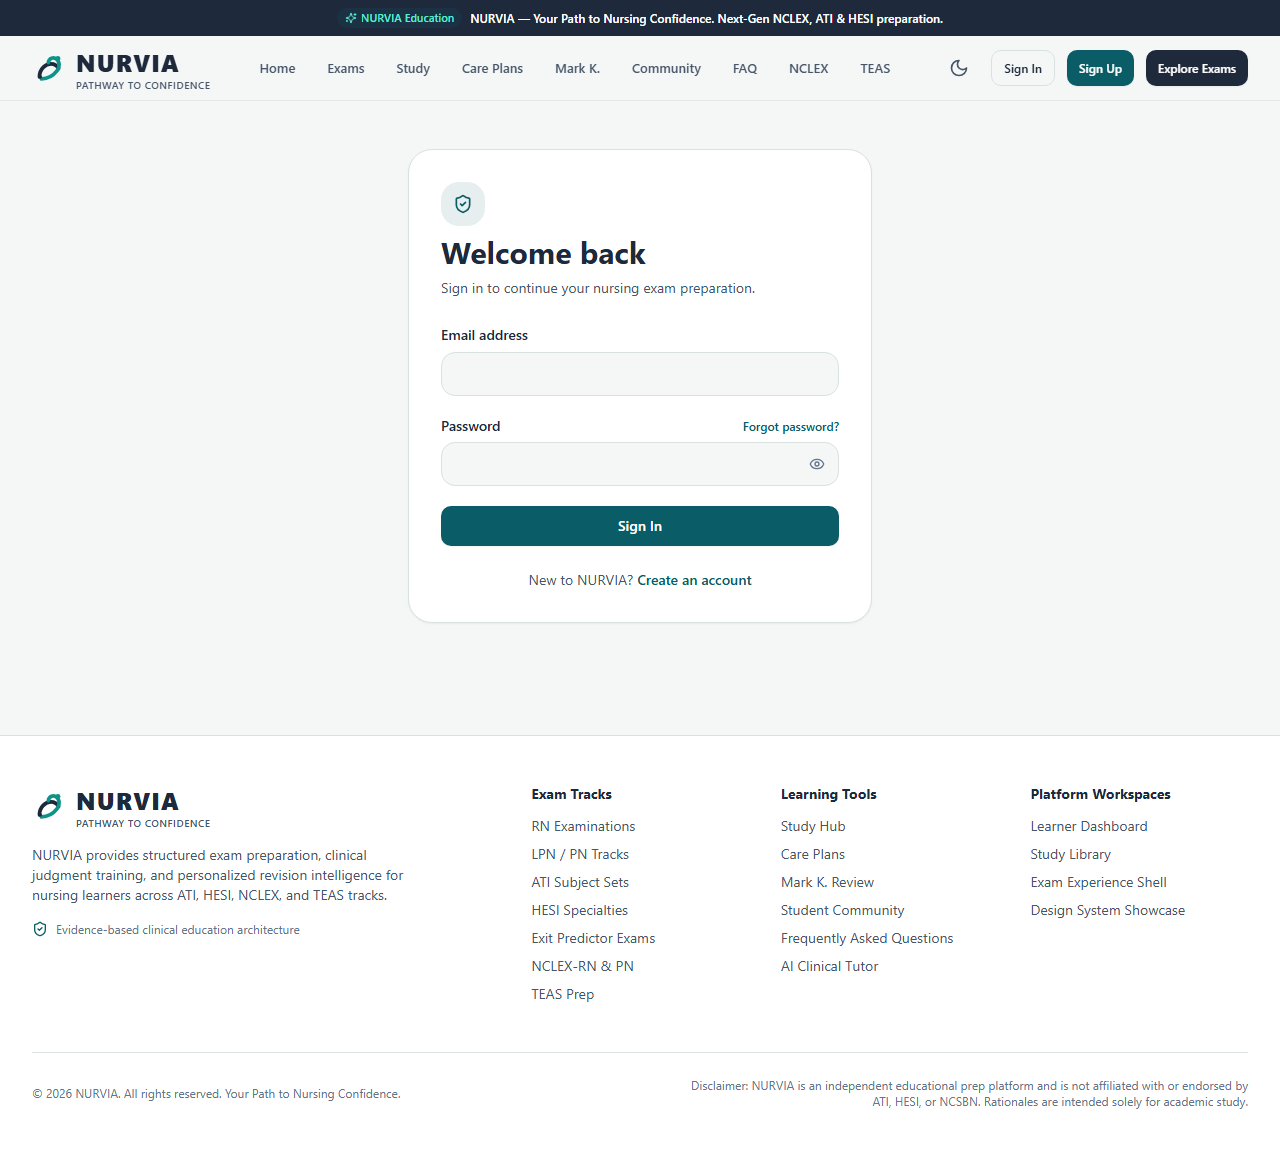 NURVIA Education NURVIA — Your Path to Nursing Confidence. Next-Gen NCLEX, ATI & HESI preparation.
NURVIA
PATHWAY TO CONFIDENCE
Home Exams Study Care Plans Mark K. Community FAQ NCLEX TEAS Sign In Sign Up Explore Exams
Welcome back
Sign in to continue your nursing exam preparation.
Email address
Password Forgot password?
Sign In
New to NURVIA? Create an account
NURVIA
PATHWAY TO CONFIDENCE
NURVIA provides structured exam preparation, clinical
judgment training, and personalized revision intelligence for
nursing learners across ATI, HESI, NCLEX, and TEAS tracks.
Evidence-based clinical education architecture
Exam Tracks
RN Examinations
LPN / PN Tracks
ATI Subject Sets
HESI Specialties
Exit Predictor Exams
NCLEX-RN & PN
TEAS Prep
Learning Tools
Study Hub
Care Plans
Mark K. Review
Student Community
Frequently Asked Questions
AI Clinical Tutor
Platform Workspaces
Learner Dashboard
Study Library
Exam Experience Shell
Design System Showcase
© 2026 NURVIA. All rights reserved. Your Path to Nursing Confidence.
Disclaimer: NURVIA is an independent educational prep platform and is not affiliated with or endorsed by
ATI, HESI, or NCSBN. Rationales are intended solely for academic study.